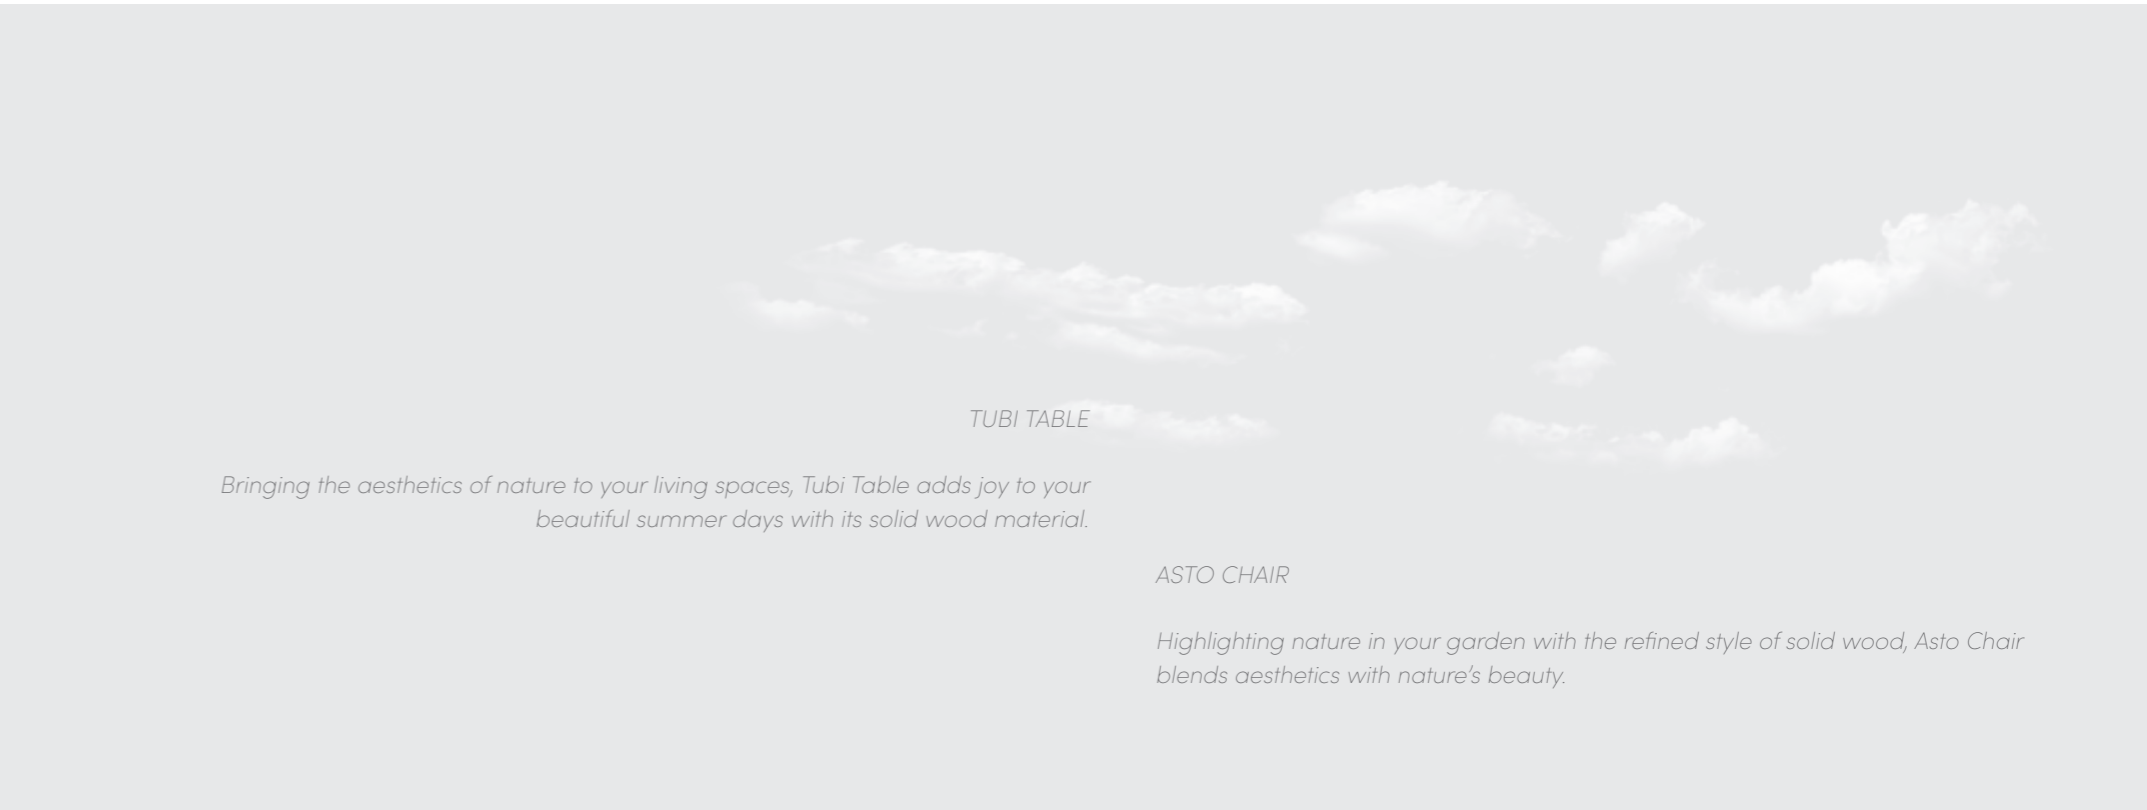 TUBI TABLE
Bringing the aesthetics of nature to your living spaces, Tubi Table adds joy to your
beautiful summer days with its solid wood material.
ASTO CHAIR
Highlighting nature in your garden with the refined style of solid wood, Asto Chair
blends aesthetics with nature's beauty.